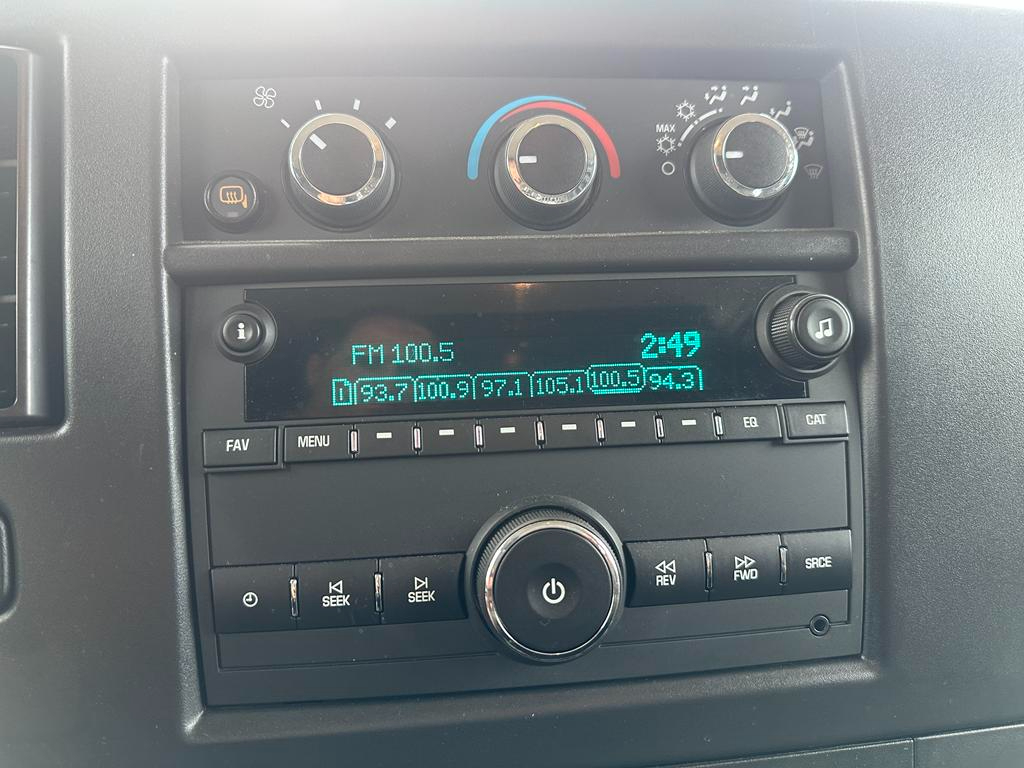 MAX
FM 100.5 2:49
93.7 100.9 97.1 105.1 100.5 94.3
FAV MENU EQ CAT
SEEK SEEK REV FWD SRCE